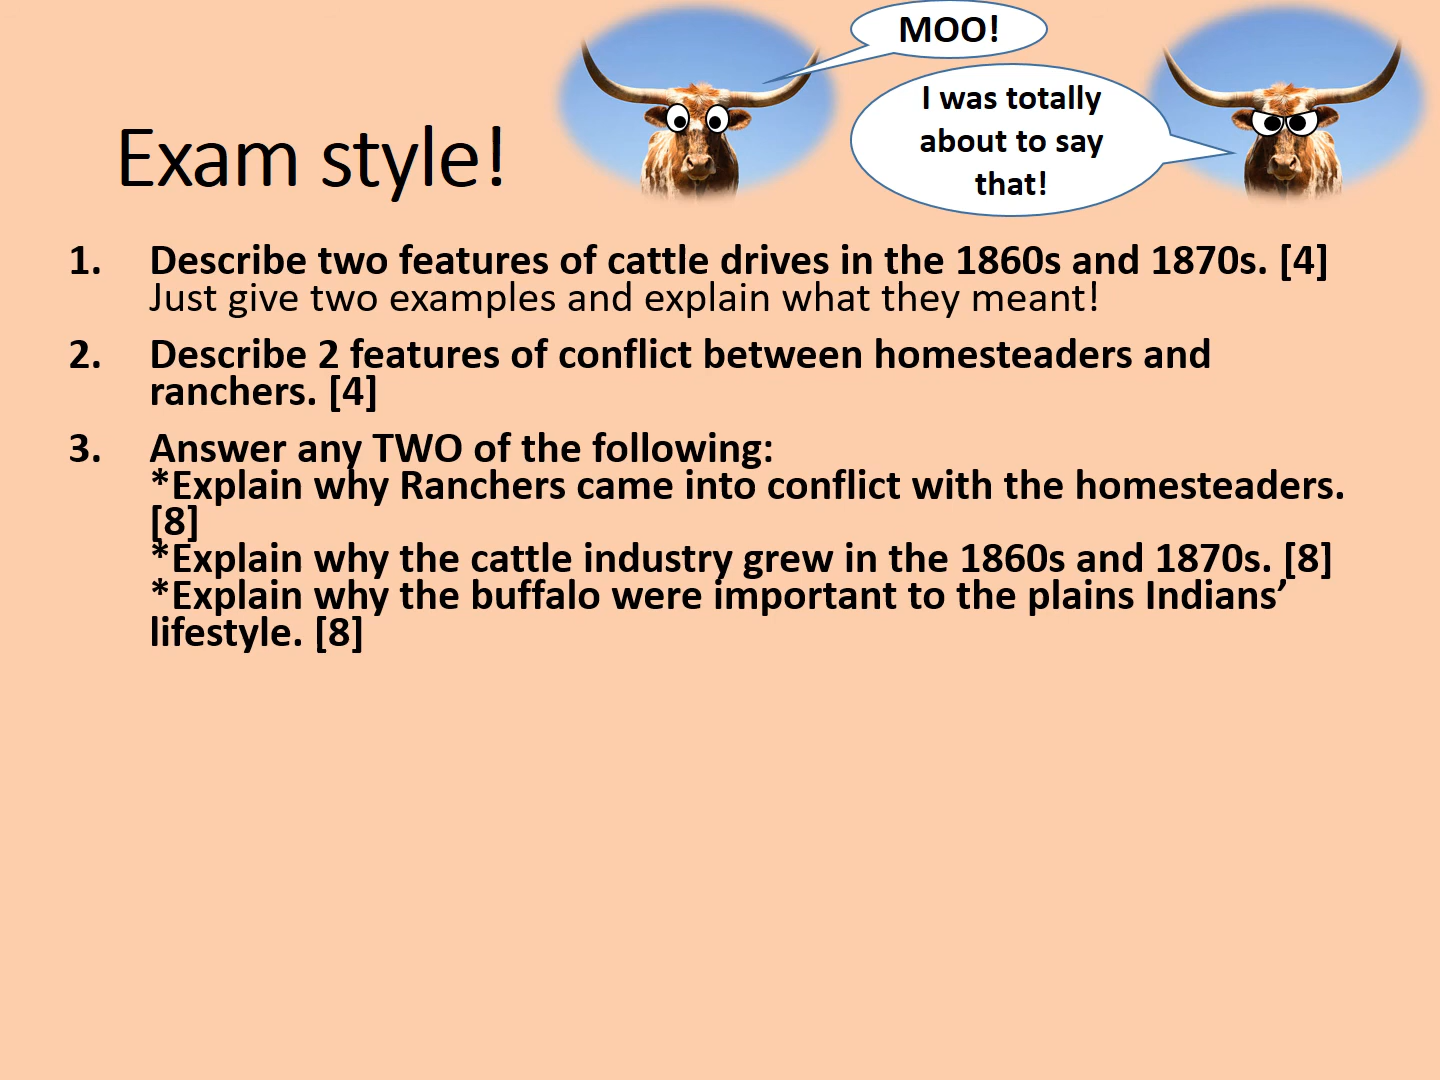 MOO!
I was totally
about to say
that!
Exam style!
1. Describe two features of cattle drives in the 1860s and 1870s. [4]
Just give two examples and explain what they meant!
2. Describe 2 features of conflict between homesteaders and
ranchers. [4]
3. Answer any TWO of the following:
*Explain why Ranchers came into conflict with the homesteaders.
[8]
*Explain why the cattle industry grew in the 1860s and 1870s. [8]
*Explain why the buffalo were important to the plains Indians’
lifestyle. [8]